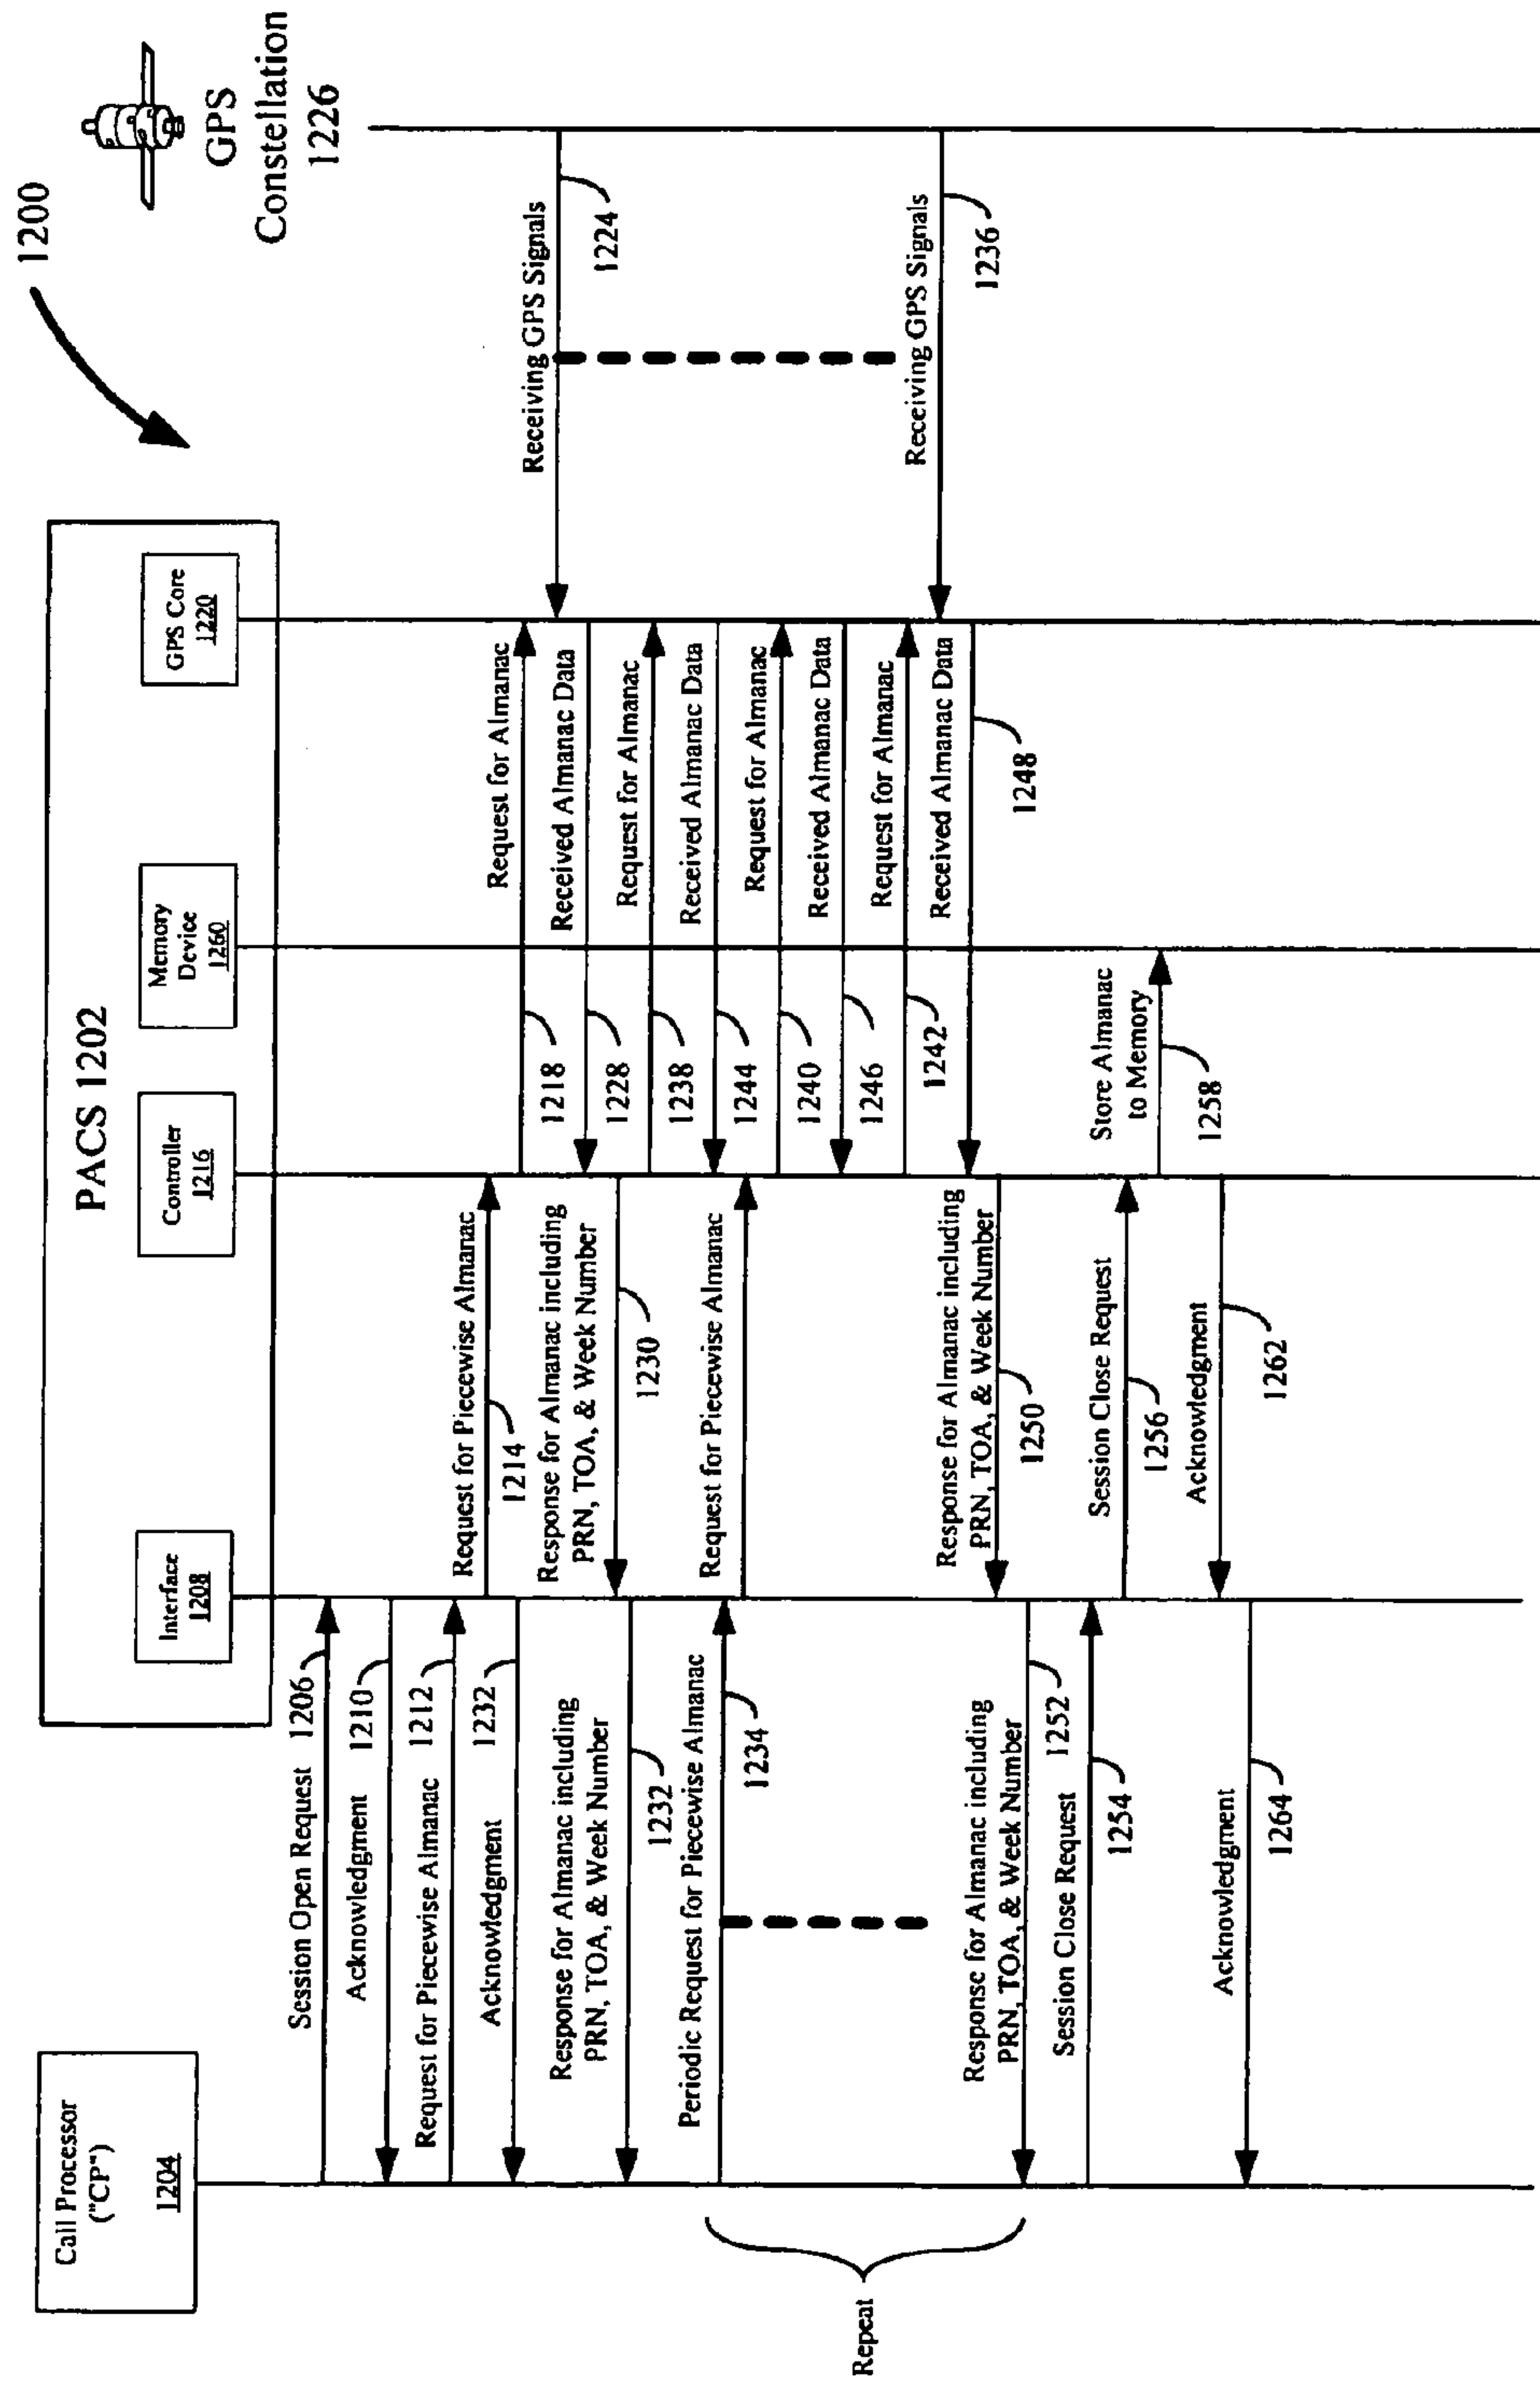 1200
PACS 1202
Call Processor
("CP")
1204
Interface
1208
Controller
1216
Memory
Device
1260
GPS Core
1220
GPS
Constellation
1226
Session Open Request
1206
Acknowledgment
1210
Request for Piecewise Almanac
1212
Acknowledgment
1232
Response for Almanac including
PRN, TOA, & Week Number
1232
Periodic Request for Piecewise Almanac
1234
Response for Almanac including
PRN, TOA, & Week Number
1252
Session Close Request
1254
Acknowledgment
1264
Repeat
Request for Piecewise Almanac
1214
Response for Almanac including
PRN, TOA, & Week Number
1230
Request for Piecewise Almanac
Response for Almanac including
PRN, TOA, & Week Number
1250
Session Close Request
1256
Acknowledgment
1262
Request for Almanac
1218
Received Almanac Data
1228
Request for Almanac
1238
Received Almanac Data
1244
Request for Almanac
1240
Received Almanac Data
1246
Request for Almanac
1242
Received Almanac Data
1248
Store Almanac
to Memory
1258
Receiving GPS Signals
1224
Receiving GPS Signals
1236